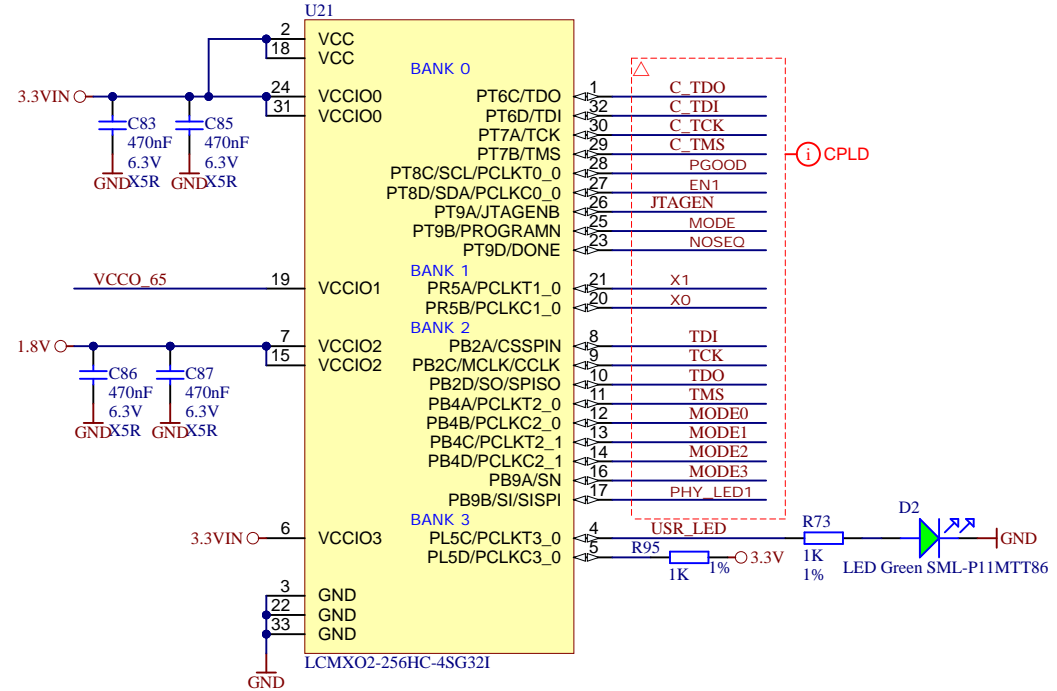 U21
2 VCC
18 VCC
BANK 0
3.3VIN 24 VCCIO0
31 VCCIO0
PT6C/TDO 1 C_TDO
PT6D/TDI 32 C_TDI
PT7A/TCK 30 C_TCK
PT7B/TMS 29 C_TMS
PT8C/SCL/PCLKT0_0 28 PGOOD
PT8D/SDA/PCLKC0_0 27 EN1
PT9A/JTAGENB 26 JTAGEN
PT9B/PROGRAMN 25 MODE
PT9D/DONE 23 NOSEQ
i CPLD
C83
470nF
6.3V
X5R
GND
C85
470nF
6.3V
X5R
GND
BANK 1
VCCO_65 19 VCCIO1
PR5A/PCLKT1_0 21 X1
PR5B/PCLKC1_0 20 X0
BANK 2
1.8V 7 VCCIO2
15 VCCIO2
PB2A/CSSPIN 8 TDI
PB2C/MCLK/CCLK 9 TCK
PB2D/SO/SPISO 10 TDO
PB4A/PCLKT2_0 11 TMS
PB4B/PCLKC2_0 12 MODE0
PB4C/PCLKT2_1 13 MODE1
PB4D/PCLKC2_1 14 MODE2
PB9A/SN 16 MODE3
PB9B/SI/SISPI 17 PHY_LED1
C86
470nF
6.3V
X5R
GND
C87
470nF
6.3V
X5R
GND
BANK 3
3.3VIN 6 VCCIO3
PL5C/PCLKT3_0 4 USR_LED
PL5D/PCLKC3_0 5
R95
1K
1%
3.3V
R73
1K
1%
D2
GND
LED Green SML-P11MTT86
3 GND
22 GND
33 GND
GND
LCMXO2-256HC-4SG32I